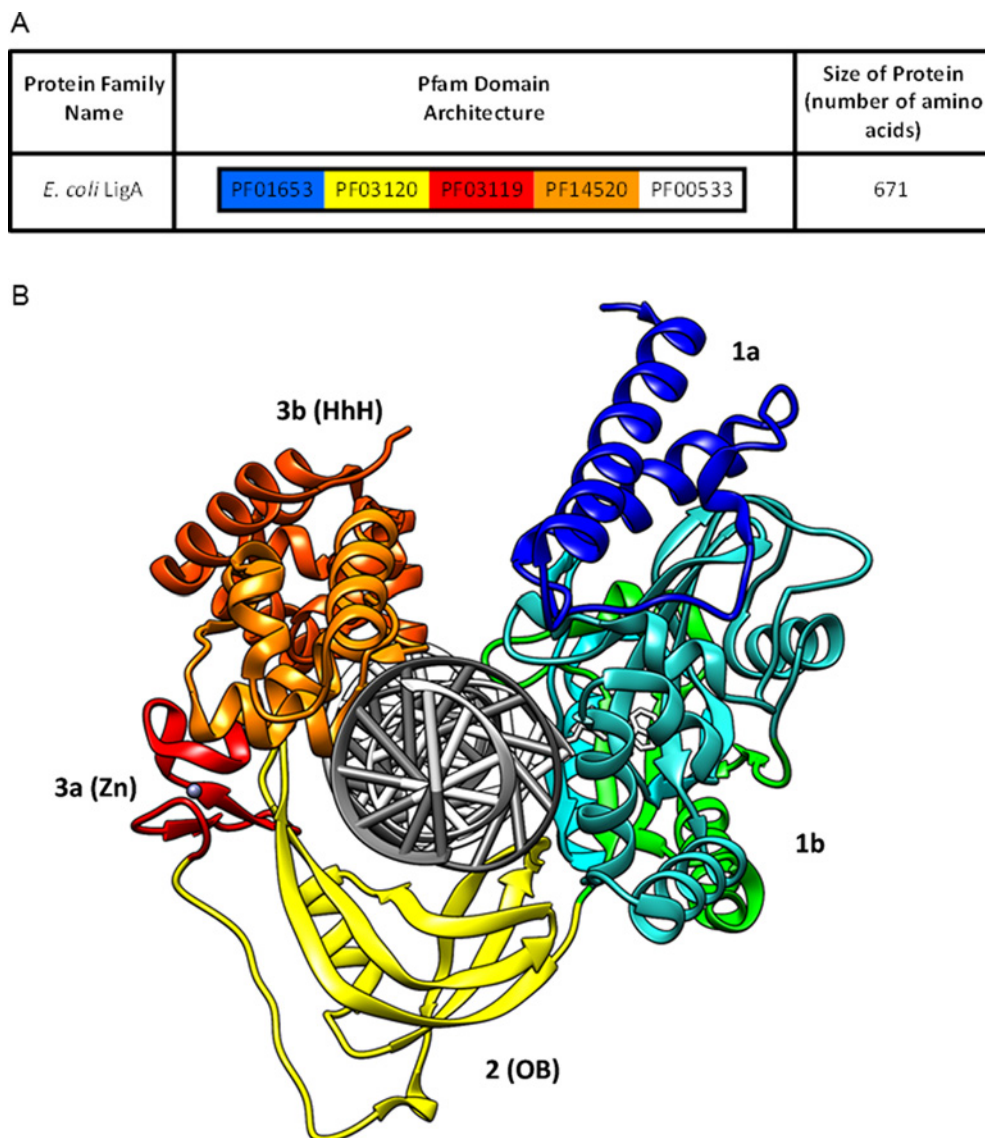 A
Protein Family
Name
Pfam Domain
Architecture
Size of Protein
(number of amino
acids)
E. coli LigA
PF01653 PF03120 PF03119 PF14520 PF00533
671
B
1a
3b (HhH)
3a (Zn)
1b
2 (OB)